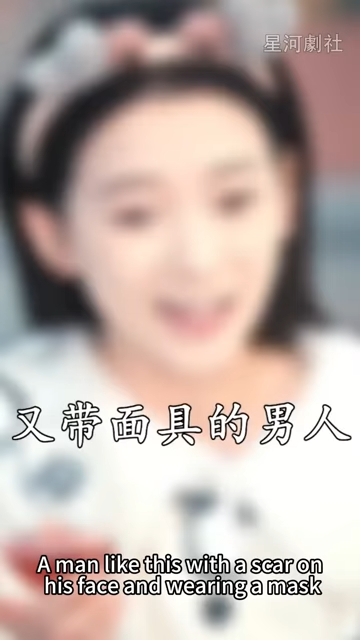 星河劇社
又带面具的男人
A man like this with a scar on
his face and wearing a mask